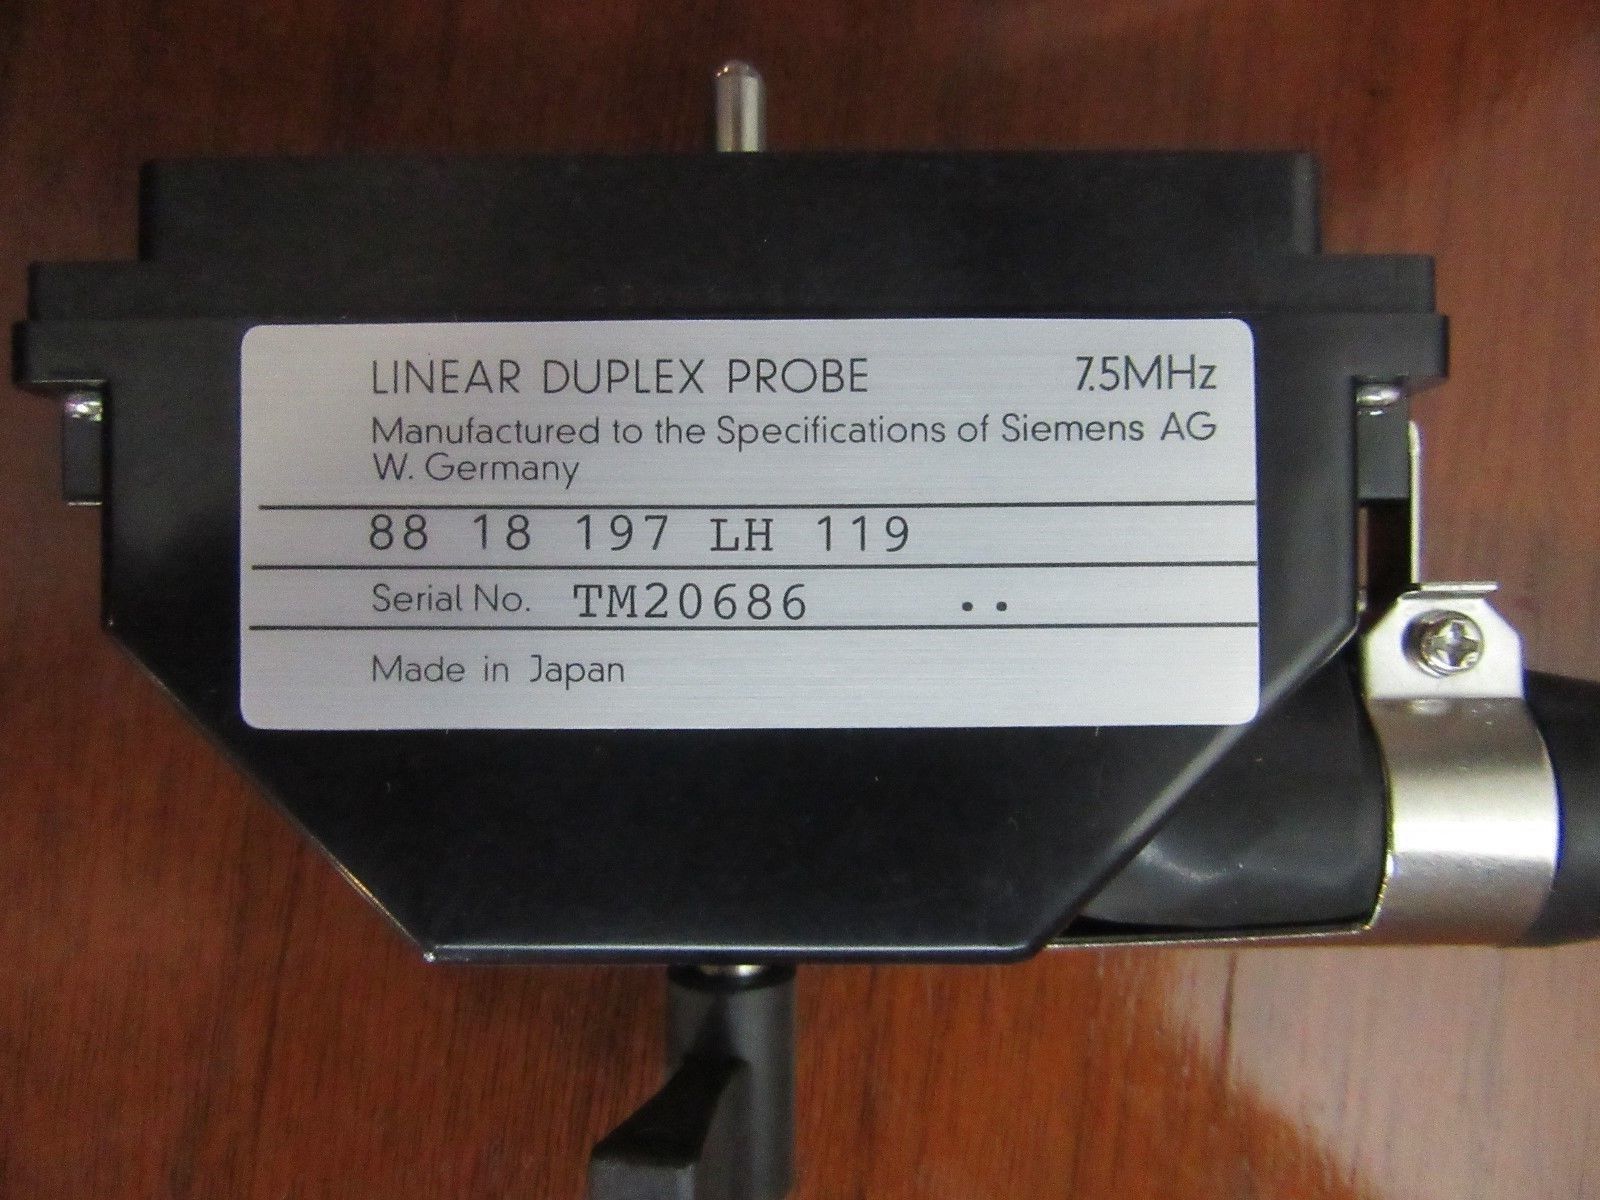 LINEAR DUPLEX PROBE 7.5MHz
Manufactured to the Specifications of Siemens AG
W. Germany
88 18 197 LH 119
Serial No. TM20686 ..
Made in Japan